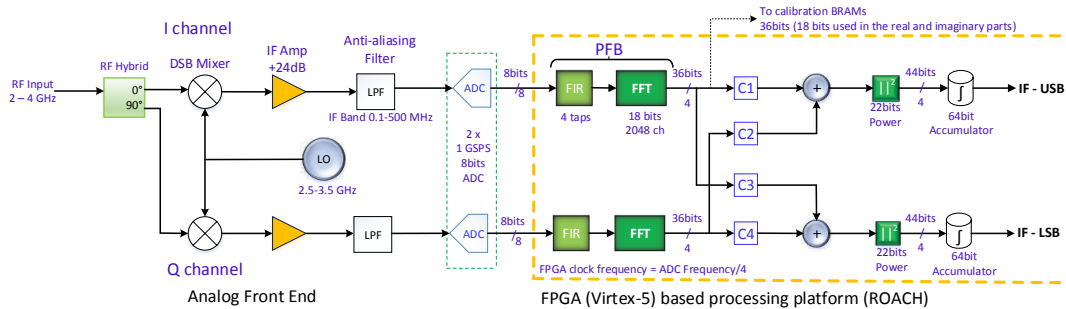 I channel
RF Input
2 – 4 GHz
RF Hybrid
0°
90°
DSB Mixer
IF Amp
+24dB
Anti-aliasing
Filter
LPF
IF Band 0.1-500 MHz
LO
2.5-3.5 GHz
ADC
2 x
1 GSPS
8bits
ADC
8bits
/8
PFB
FIR
4 taps
FFT
18 bits
2048 ch
36bits
/4
To calibration BRAMs
36bits (18 bits used in the real and imaginary parts)
C1
C2
C3
C4
+
||²
22bits
Power
44bits
/4
∫
64bit
Accumulator
IF - USB
Q channel
LPF
ADC
8bits
/8
FIR
FFT
36bits
/4
+
||²
22bits
Power
44bits
/4
∫
64bit
Accumulator
IF - LSB
FPGA clock frequency = ADC Frequency/4
Analog Front End
FPGA (Virtex-5) based processing platform (ROACH)